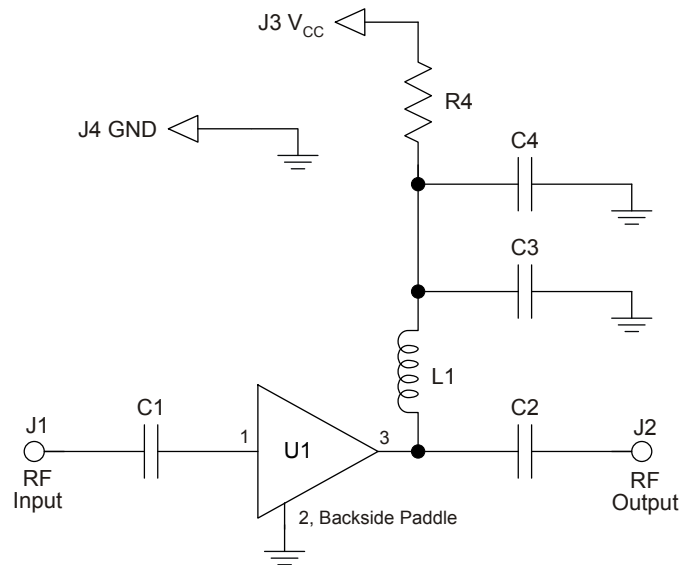 J3 V_CC
R4
J4 GND
C4
C3
L1
C1
C2
J1
J2
1
U1
3
RF
Input
RF
Output
2, Backside Paddle